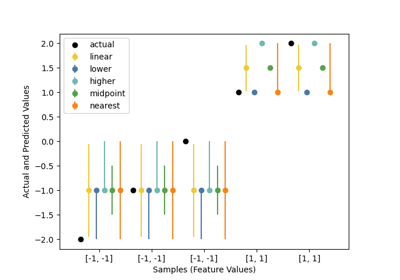 actual
linear
lower
higher
midpoint
nearest
2.0
1.5
1.0
0.5
0.0
−0.5
−1.0
−1.5
−2.0
Actual and Predicted Values
[-1, -1] [-1, -1] [-1, -1] [1, 1] [1, 1]
Samples (Feature Values)